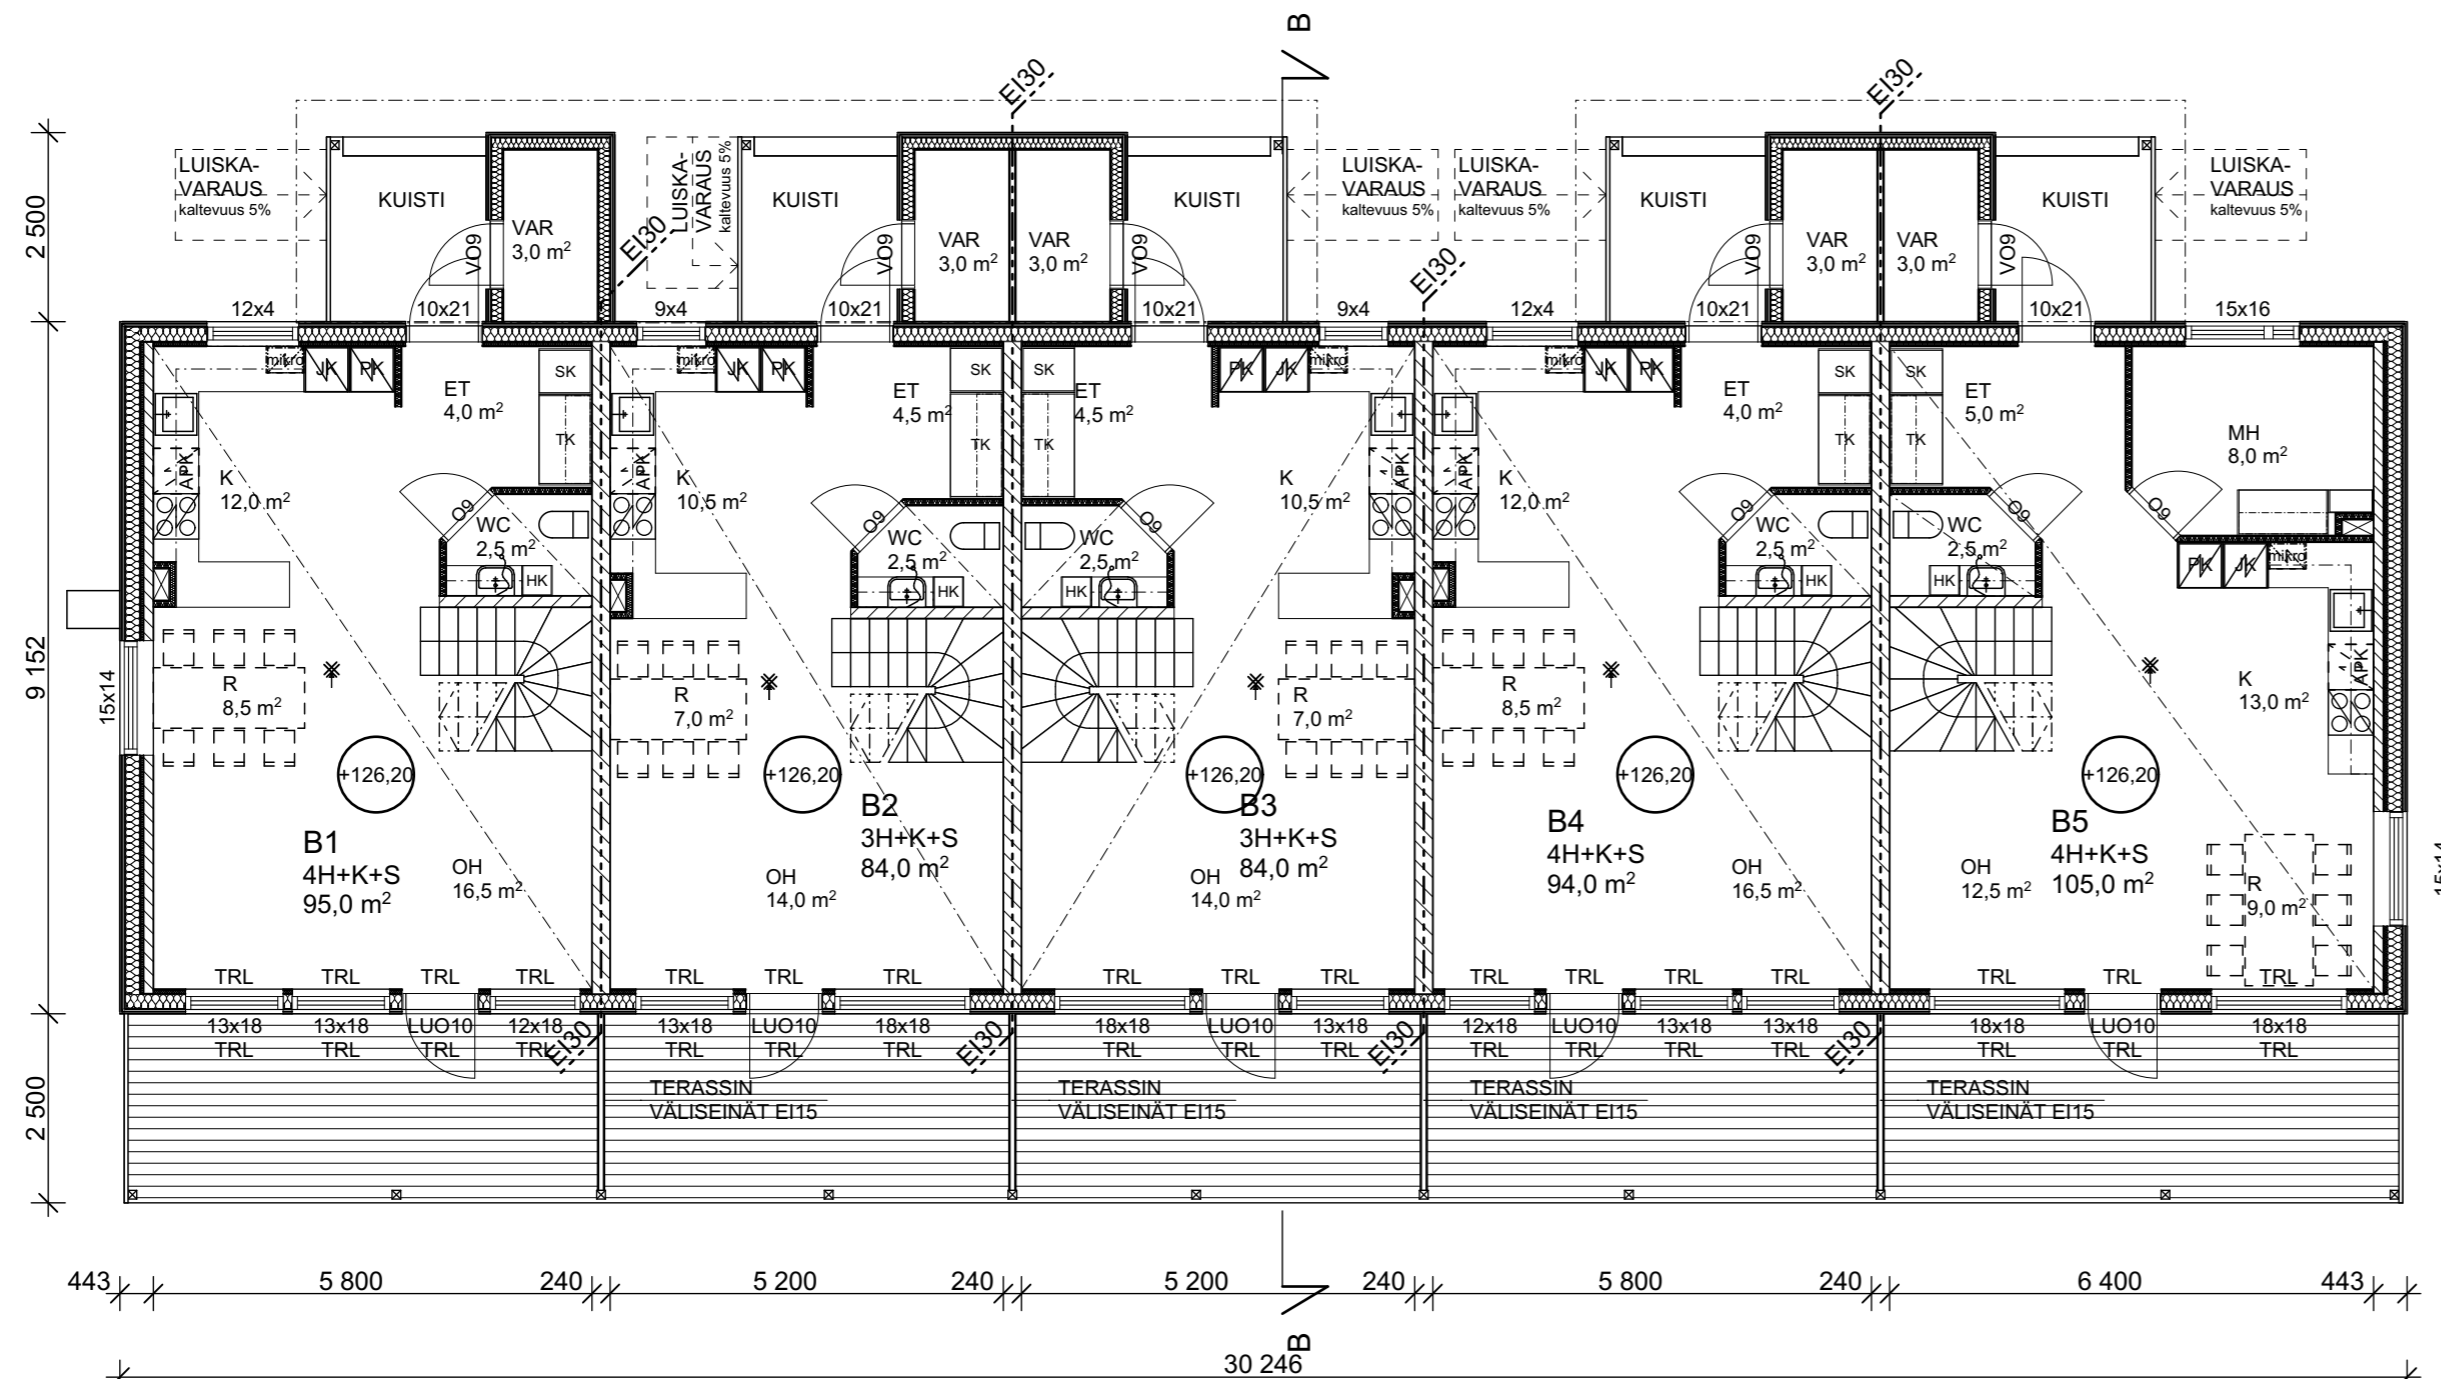 B
EI30
EI30
LUISKA-
VARAUS
kaltevuus 5%
KUISTI
VAR
3,0 m²
VO9
EI30
LUISKA-
VARAUS
kaltevuus 5%
KUISTI
VO9
VAR
3,0 m²
VAR
3,0 m²
VO9
KUISTI
LUISKA-
VARAUS
kaltevuus 5%
EI30
LUISKA-
VARAUS
kaltevuus 5%
KUISTI
VO9
VAR
3,0 m²
VAR
3,0 m²
VO9
KUISTI
LUISKA-
VARAUS
kaltevuus 5%
2 500
9 152
2 500
12x4
10x21
9x4
10x21
10x21
9x4
12x4
10x21
10x21
15x16
mikro
JK
PK
ET
4,0 m²
SK
TK
APK
K
12,0 m²
O9
WC
2,5 m²
HK
15x14
R
8,5 m²
+126,20
B1
4H+K+S
95,0 m²
OH
16,5 m²
mikro
JK
PK
ET
4,5 m²
SK
TK
APK
K
10,5 m²
O9
WC
2,5 m²
HK
R
7,0 m²
+126,20
B2
3H+K+S
84,0 m²
OH
14,0 m²
SK
TK
ET
4,5 m²
PK
JK
mikro
APK
K
10,5 m²
O9
WC
2,5 m²
HK
R
7,0 m²
+126,20
B3
3H+K+S
84,0 m²
OH
14,0 m²
mikro
JK
PK
ET
4,0 m²
SK
TK
APK
K
12,0 m²
O9
WC
2,5 m²
HK
R
8,5 m²
+126,20
B4
4H+K+S
94,0 m²
OH
16,5 m²
SK
TK
ET
5,0 m²
MH
8,0 m²
O9
O9
WC
2,5 m²
HK
PK
JK
mikro
APK
K
13,0 m²
+126,20
B5
4H+K+S
105,0 m²
OH
12,5 m²
R
9,0 m²
15x14
TRL TRL TRL TRL
TRL TRL TRL
TRL TRL TRL
TRL TRL TRL TRL
TRL TRL TRL
13x18 13x18 LUO10 12x18
TRL TRL TRL TRL
EI30
13x18 LUO10 18x18
TRL TRL TRL
EI30
18x18 LUO10 13x18
TRL TRL TRL
EI30
12x18 LUO10 13x18 13x18
TRL TRL TRL TRL
EI30
18x18 LUO10 18x18
TRL TRL TRL
TERASSIN
VÄLISEINÄT EI15
TERASSIN
VÄLISEINÄT EI15
TERASSIN
VÄLISEINÄT EI15
TERASSIN
VÄLISEINÄT EI15
443 5 800 240 5 200 240 5 200 240 5 800 240 6 400 443
B
30 246